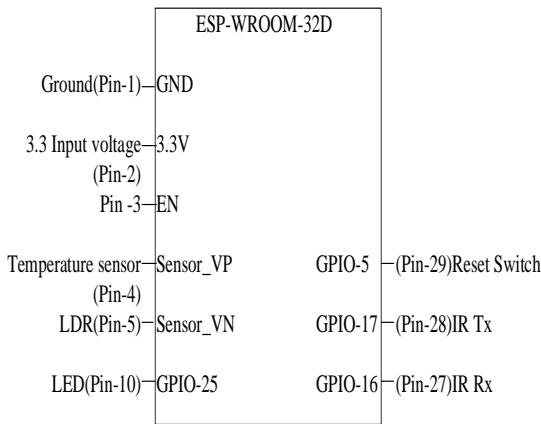 ESP-WROOM-32D
Ground(Pin-1) GND
3.3 Input voltage 3.3V
(Pin-2)
Pin -3 EN
Temperature sensor Sensor_VP GPIO-5 (Pin-29)Reset Switch
(Pin-4)
LDR(Pin-5) Sensor_VN GPIO-17 (Pin-28)IR Tx
LED(Pin-10) GPIO-25 GPIO-16 (Pin-27)IR Rx